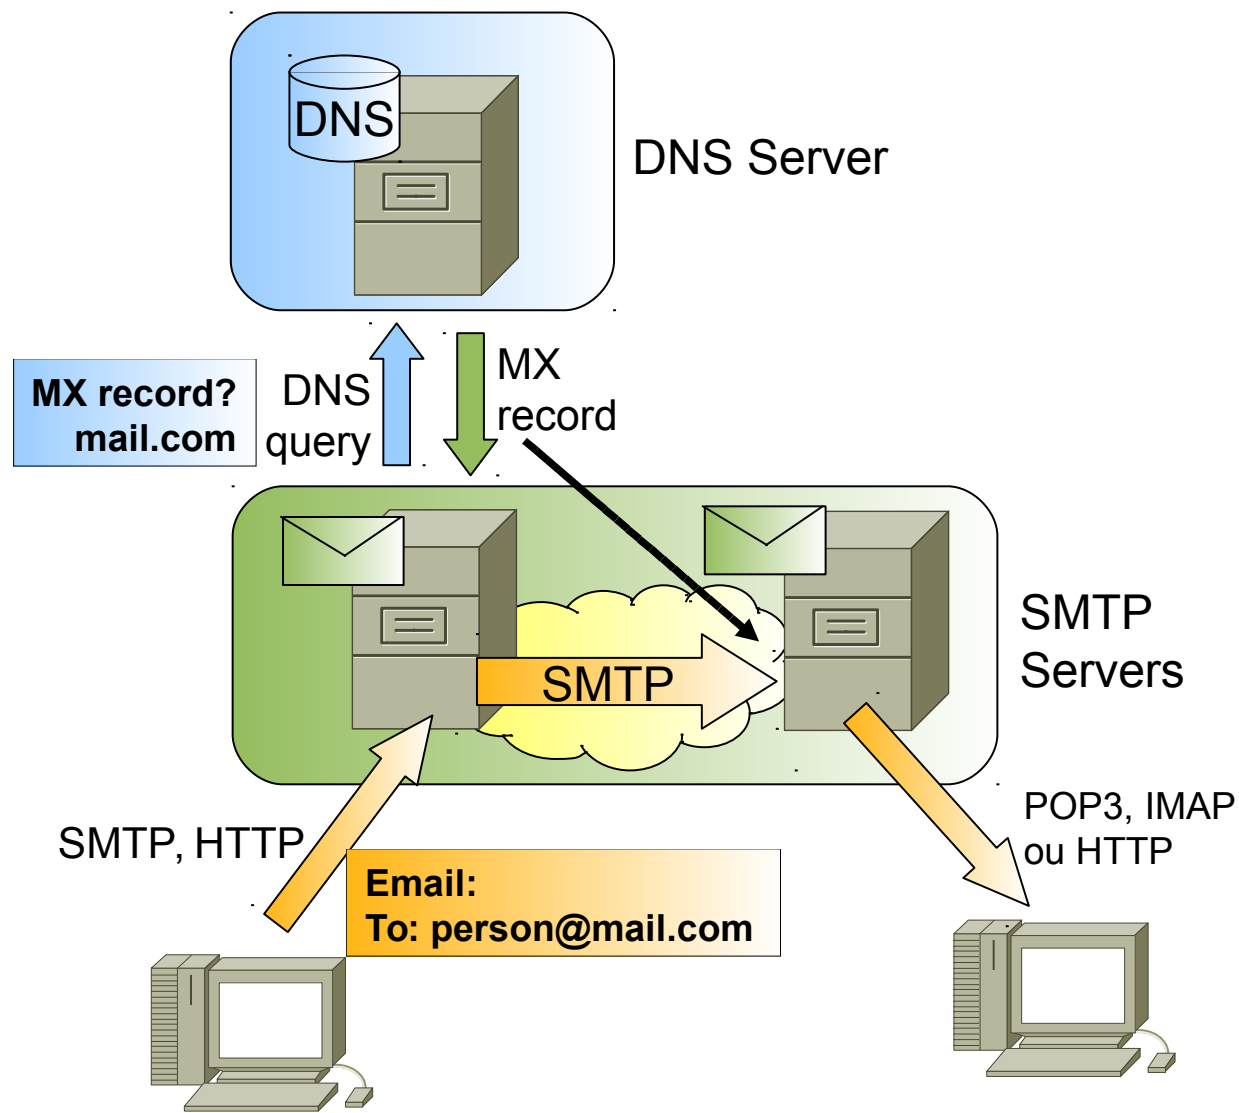 DNS
DNS Server
MX record?
mail.com
DNS
query
MX
record
SMTP
SMTP
Servers
SMTP, HTTP
Email:
To: person@mail.com
POP3, IMAP
ou HTTP